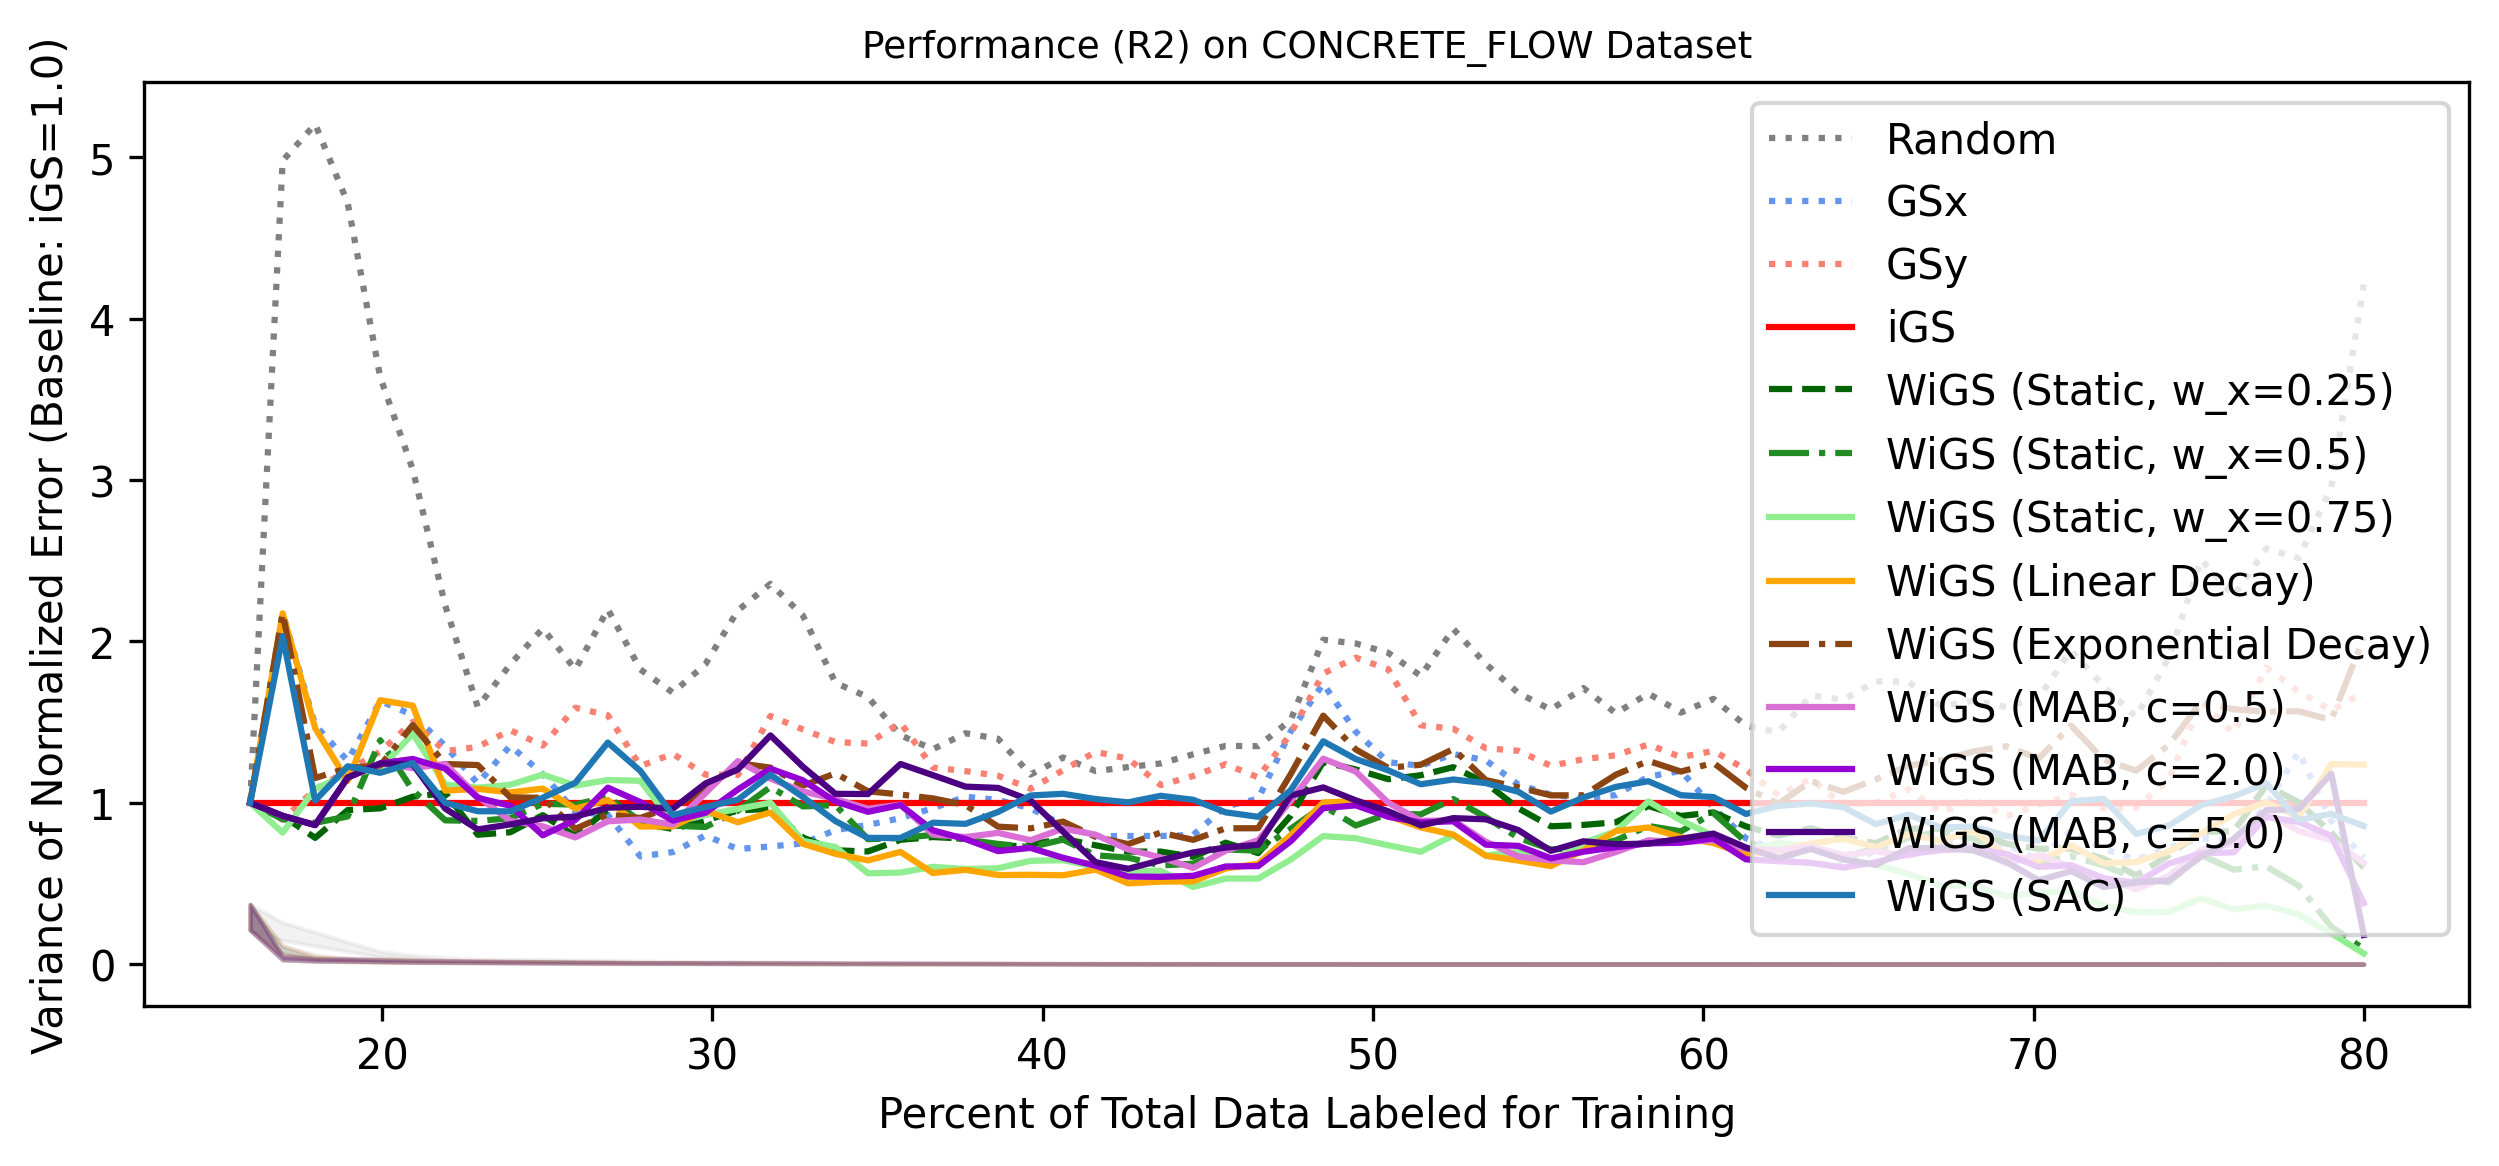 Performance (R2) on CONCRETE_FLOW Dataset
Variance of Normalized Error (Baseline: iGS=1.0)
5
4
3
2
1
0
20
30
40
50
60
70
80
Percent of Total Data Labeled for Training
Random
GSx
GSy
iGS
WiGS (Static, w_x=0.25)
WiGS (Static, w_x=0.5)
WiGS (Static, w_x=0.75)
WiGS (Linear Decay)
WiGS (Exponential Decay)
WiGS (MAB, c=0.5)
WiGS (MAB, c=2.0)
WiGS (MAB, c=5.0)
WiGS (SAC)